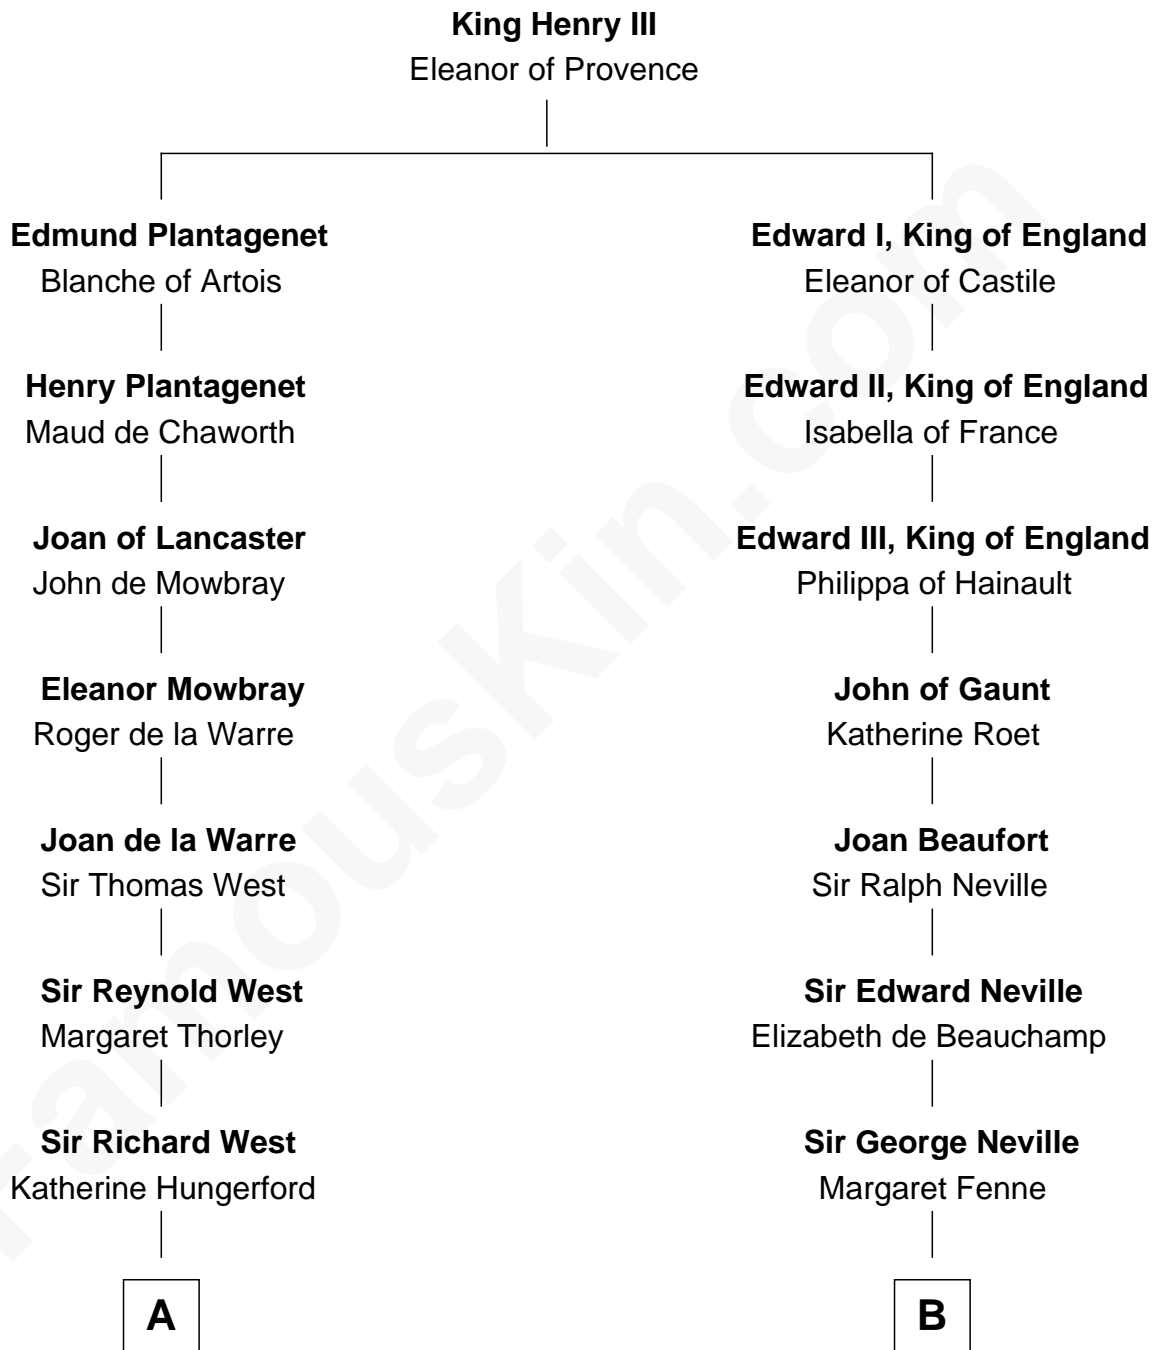 King Henry III
Eleanor of Provence
Edmund Plantagenet
Blanche of Artois
Henry Plantagenet
Maud de Chaworth
Joan of Lancaster
John de Mowbray
Eleanor Mowbray
Roger de la Warre
Joan de la Warre
Sir Thomas West
Sir Reynold West
Margaret Thorley
Sir Richard West
Katherine Hungerford
A
Edward I, King of England
Eleanor of Castile
Edward II, King of England
Isabella of France
Edward III, King of England
Philippa of Hainault
John of Gaunt
Katherine Roet
Joan Beaufort
Sir Ralph Neville
Sir Edward Neville
Elizabeth de Beauchamp
Sir George Neville
Margaret Fenne
B
FamousKin.com